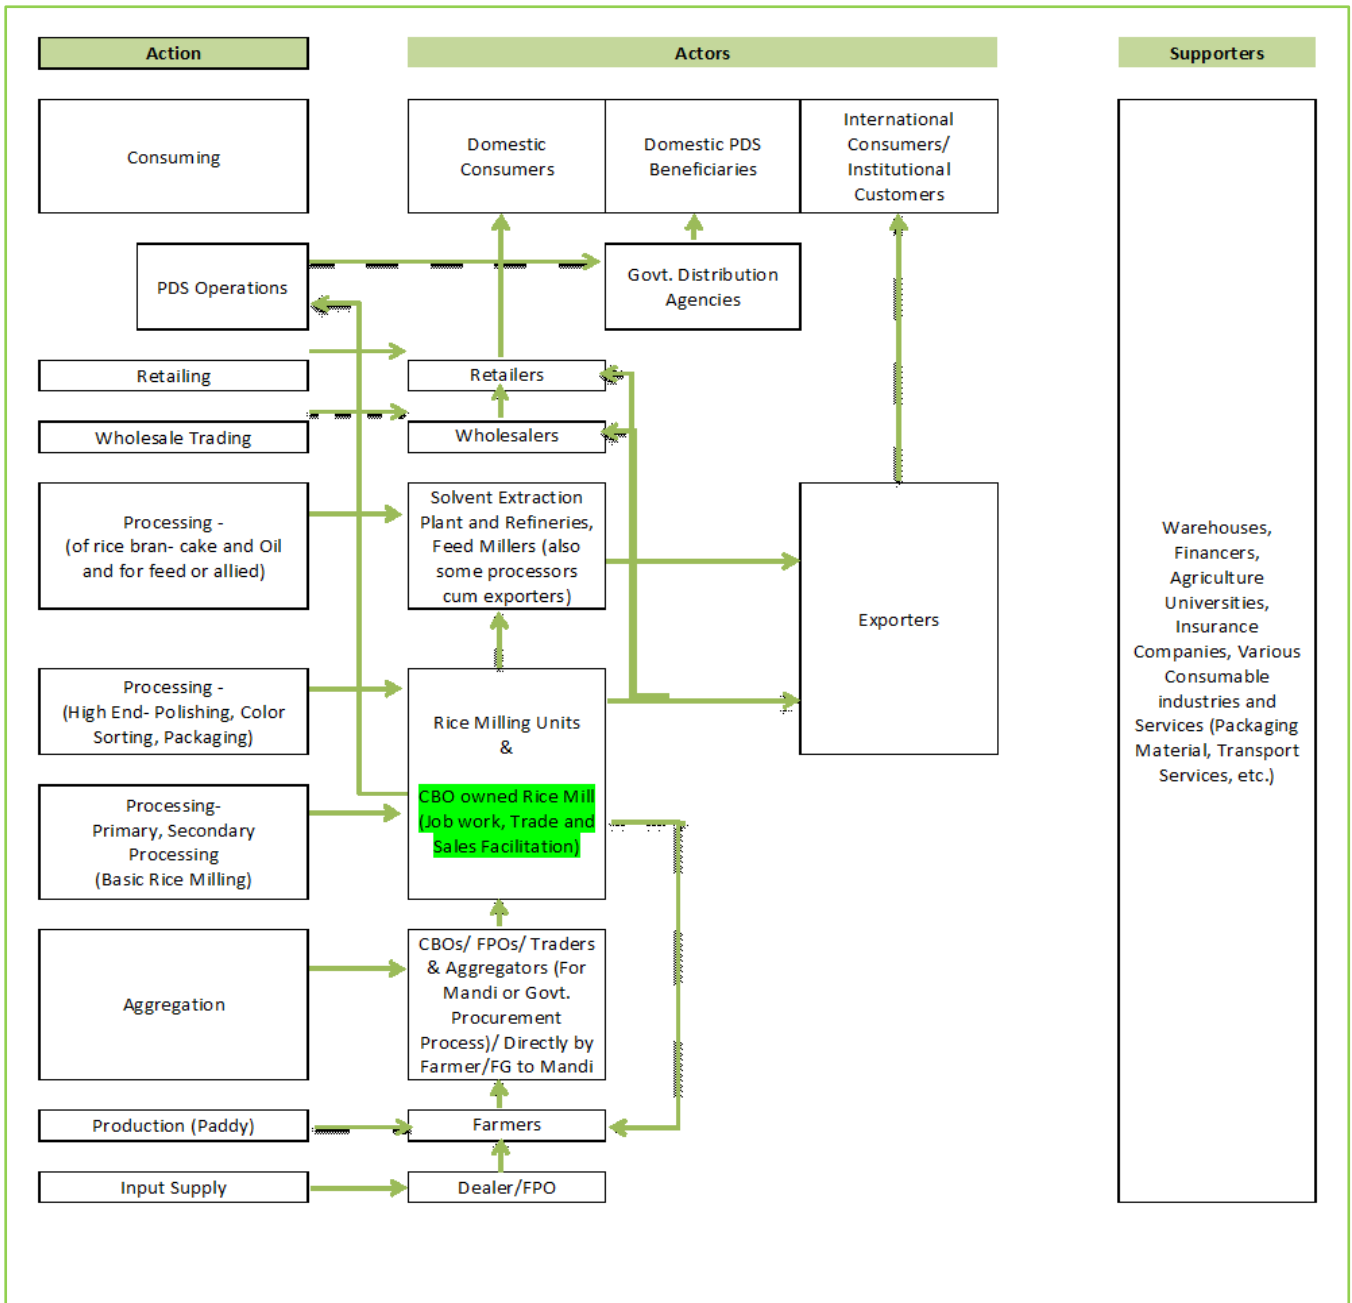 Action
Actors
Supporters
Consuming
Domestic
Consumers
Domestic PDS
Beneficiaries
International
Consumers/
Institutional
Customers
PDS Operations
Govt. Distribution
Agencies
Retailing
Retailers
Wholesale Trading
Wholesalers
Processing -
(of rice bran- cake and Oil
and for feed or allied)
Solvent Extraction
Plant and Refineries,
Feed Millers (also
some processors
cum exporters)
Exporters
Processing -
(High End- Polishing, Color
Sorting, Packaging)
Rice Milling Units
&
CBO owned Rice Mill
(Job work, Trade and
Sales Facilitation)
Processing-
Primary, Secondary
Processing
(Basic Rice Milling)
Aggregation
CBOs/ FPOs/ Traders
& Aggregators (For
Mandi or Govt.
Procurement
Process)/ Directly by
Farmer/FG to Mandi
Production (Paddy)
Farmers
Input Supply
Dealer/FPO
Warehouses,
Financers,
Agriculture
Universities,
Insurance
Companies, Various
Consumable
industries and
Services (Packaging
Material, Transport
Services, etc.)